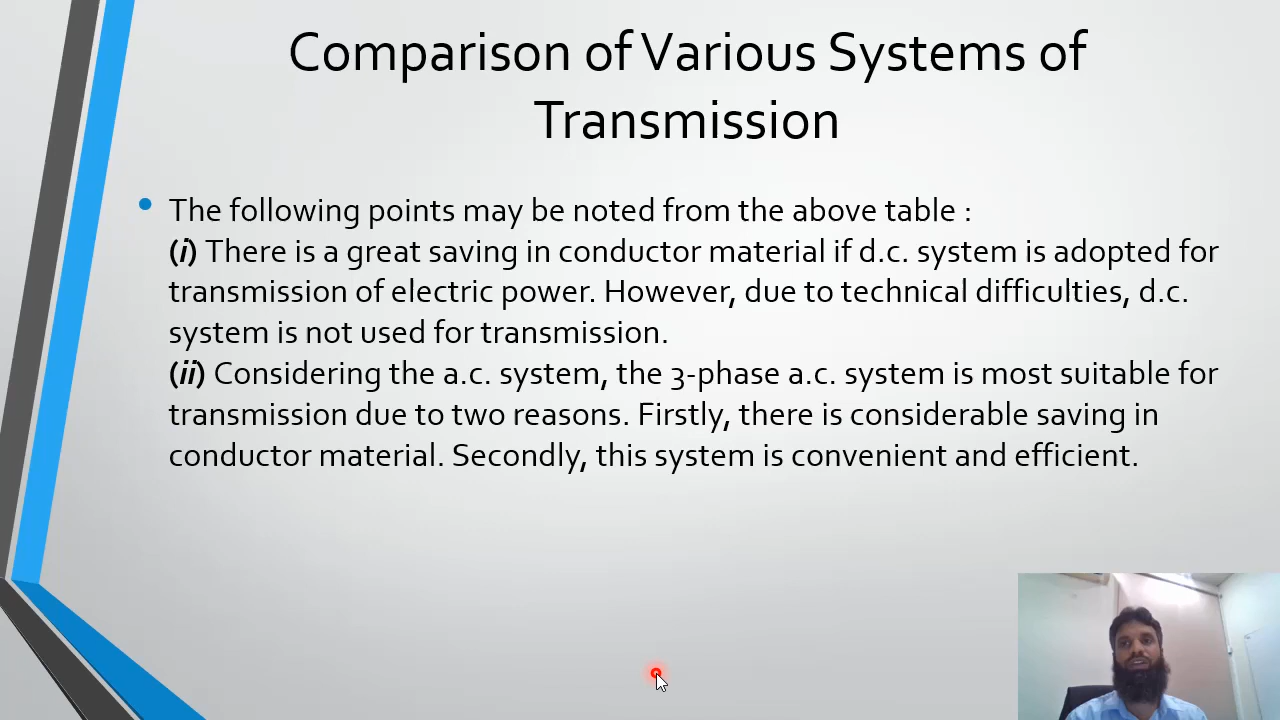 Comparison of Various Systems of
Transmission
• The following points may be noted from the above table :
(i) There is a great saving in conductor material if d.c. system is adopted for
transmission of electric power. However, due to technical difficulties, d.c.
system is not used for transmission.
(ii) Considering the a.c. system, the 3-phase a.c. system is most suitable for
transmission due to two reasons. Firstly, there is considerable saving in
conductor material. Secondly, this system is convenient and efficient.